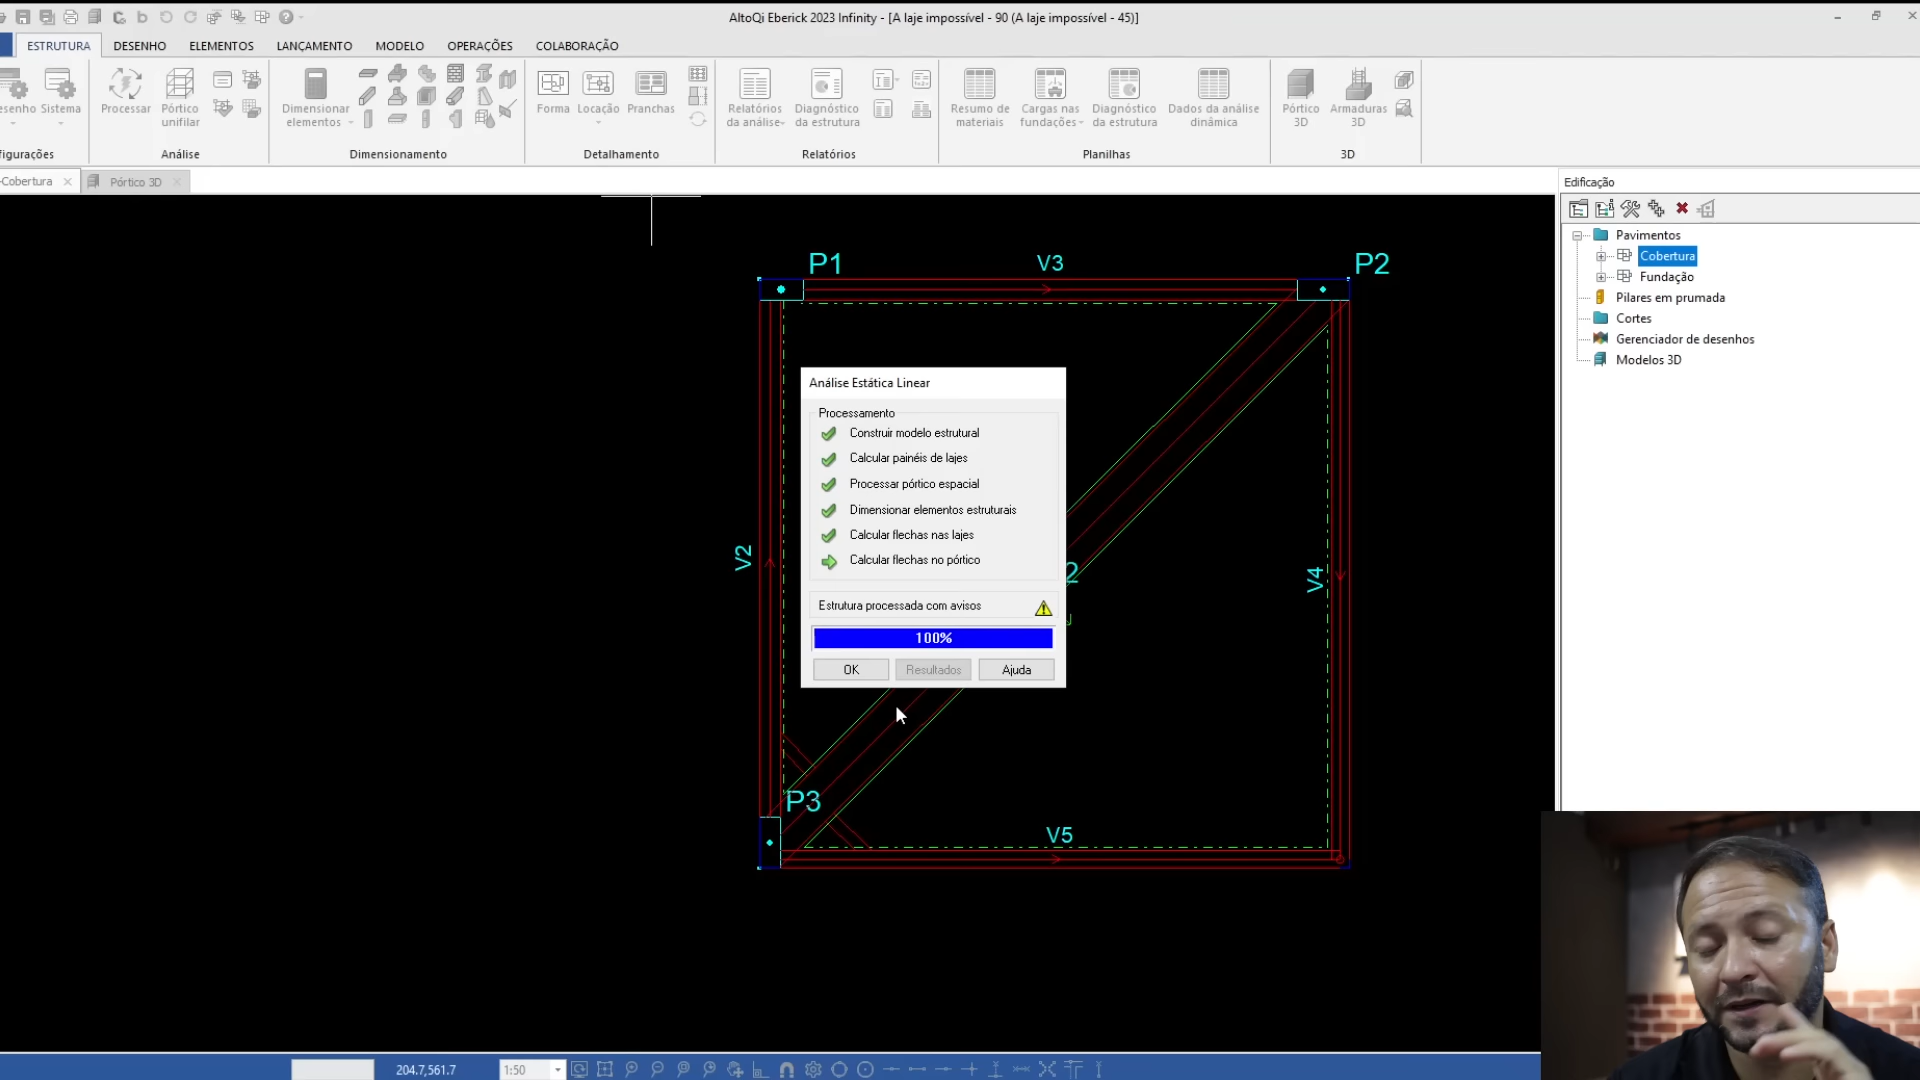 AltoQi Eberick 2023 Infinity - [A laje impossível - 90 (A laje impossível - 45)]
ESTRUTURA DESENHO ELEMENTOS LANÇAMENTO MODELO OPERAÇÕES COLABORAÇÃO
Sistema Processar Pórtico unifilar Dimensionar elementos Forma Locação Pranchas Relatórios da análise Diagnóstico da estrutura Resumo de materiais Cargas nas fundações Diagnóstico da estrutura Dados da análise dinâmica Pórtico 3D Armaduras 3D
Análise Dimensionamento Detalhamento Relatórios Planilhas 3D
Cobertura Pórtico 3D
Edificação
Pavimentos
Cobertura
Fundação
Pilares em prumada
Cortes
Gerenciador de desenhos
Modelos 3D
P1 V3 P2
Análise Estática Linear
Processamento
Construir modelo estrutural
Calcular painéis de lajes
Processar pórtico espacial
Dimensionar elementos estruturais
Calcular flechas nas lajes
Calcular flechas no pórtico
Estrutura processada com avisos
100%
OK Resultados Ajuda
V2
2
V4
P3
V5
204.7,561.7
1:50